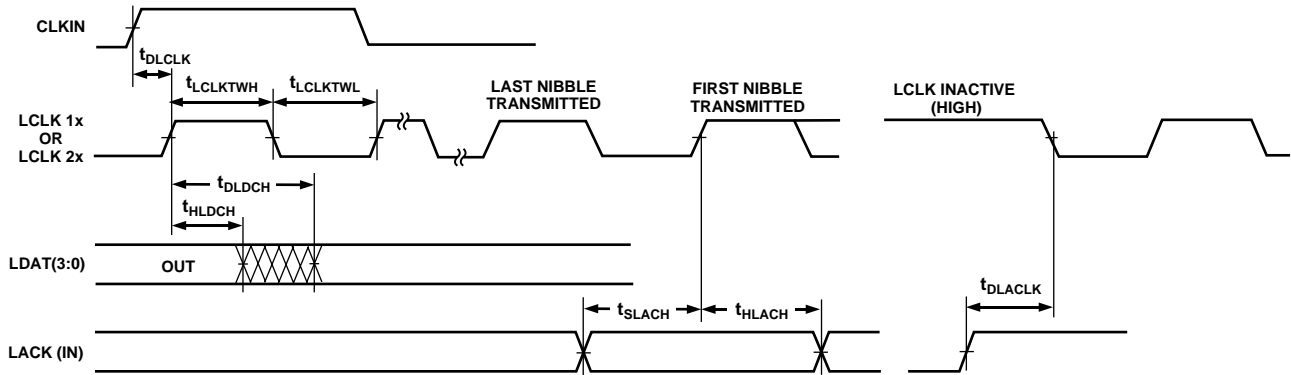 CLKIN
tDLCLK
tLCLKTWH
tLCLKTWL
LAST NIBBLE
TRANSMITTED
FIRST NIBBLE
TRANSMITTED
LCLK INACTIVE
(HIGH)
LCLK 1x
OR
LCLK 2x
tDLDCH
tHLDCH
LDAT(3:0)
OUT
tSLACH
tHLACH
tDLACLK
LACK (IN)